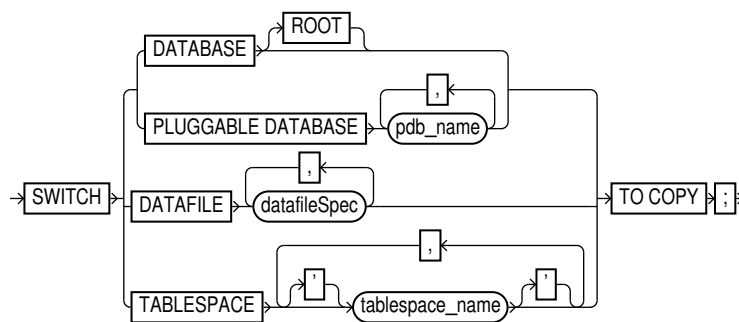 ROOT
DATABASE
,
PLUGGABLE DATABASE pdb_name
,
SWITCH DATAFILE datafileSpec TO COPY ;
,
' '
TABLESPACE tablespace_name